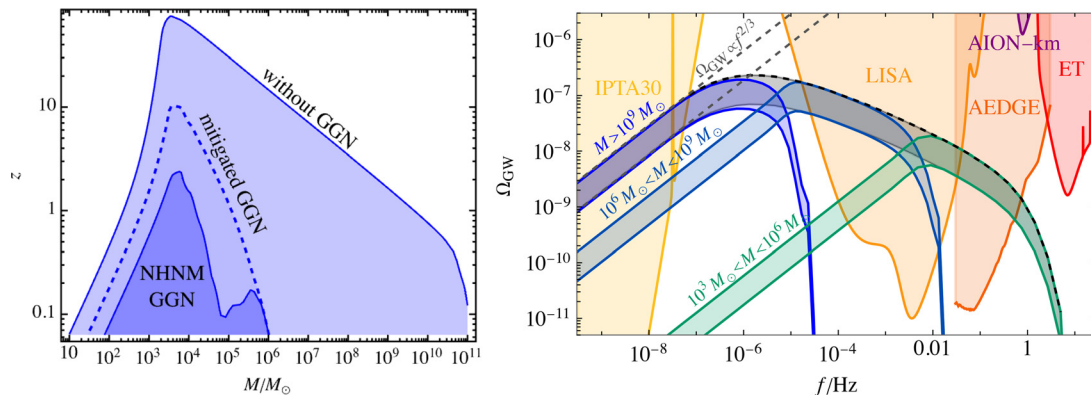 z
10
1
0.1
without GGN
mitigated GGN
NHNM
GGN
10 10² 10³ 10⁴ 10⁵ 10⁶ 10⁷ 10⁸ 10⁹ 10¹⁰ 10¹¹
M/M⊙
Ω_GW
10⁻⁶
10⁻⁷
10⁻⁸
10⁻⁹
10⁻¹⁰
10⁻¹¹
IPTA30
Ω_GW ∝ f^2/3
LISA
AION-km
ET
AEDGE
M>10⁹ M⊙
10⁶ M⊙<M<10⁹ M⊙
10³ M⊙<M<10⁶ M⊙
10⁻⁸ 10⁻⁶ 10⁻⁴ 0.01 1
f/Hz